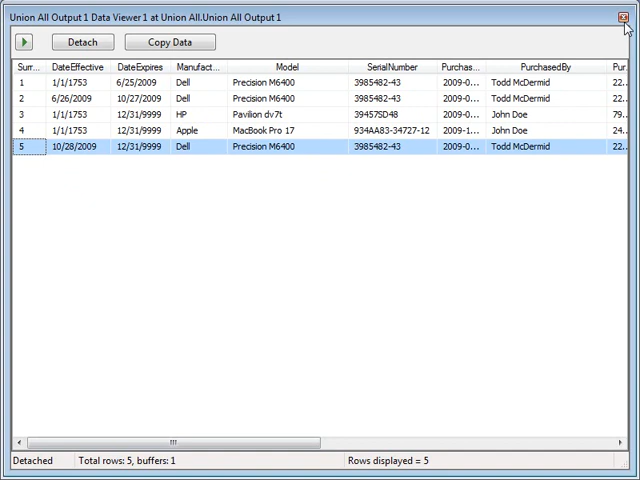 Union All Output 1 Data Viewer 1 at Union All.Union All Output 1
Detach Copy Data
Surr... DateEffective DateExpires Manufact... Model SerialNumber Purchas... PurchasedBy Pur...
1 1/1/1753 6/25/2009 Dell Precision M6400 3985482-43 2009-0... Todd McDermid 22...
2 6/26/2009 10/27/2009 Dell Precision M6400 3985482-43 2009-0... Todd McDermid 22...
3 1/1/1753 12/31/9999 HP Pavilion dv7t 39457SD48 2009-0... John Doe 79...
4 1/1/1753 12/31/9999 Apple MacBook Pro 17 934AA83-34727-12 2009-1... John Doe 24...
5 10/28/2009 12/31/9999 Dell Precision M6400 3985482-43 2009-0... Todd McDermid 22...
Detached Total rows: 5, buffers: 1 Rows displayed = 5